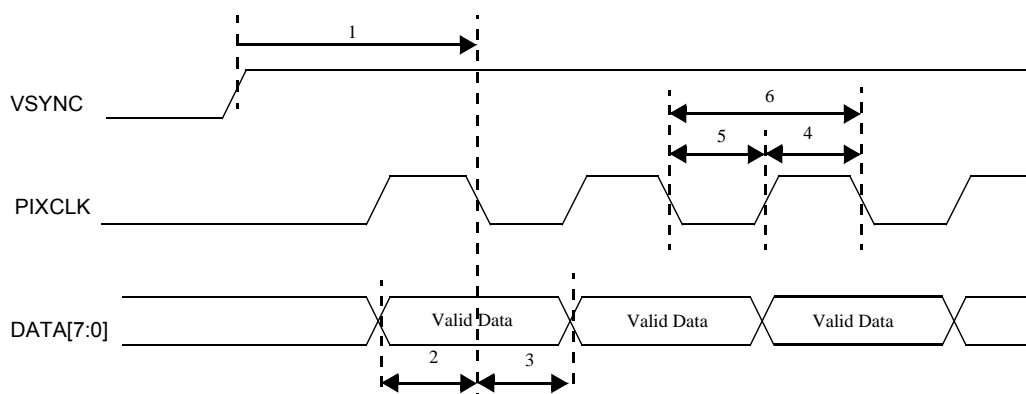 1
VSYNC
6
5 4
PIXCLK
DATA[7:0] Valid Data Valid Data Valid Data
2 3